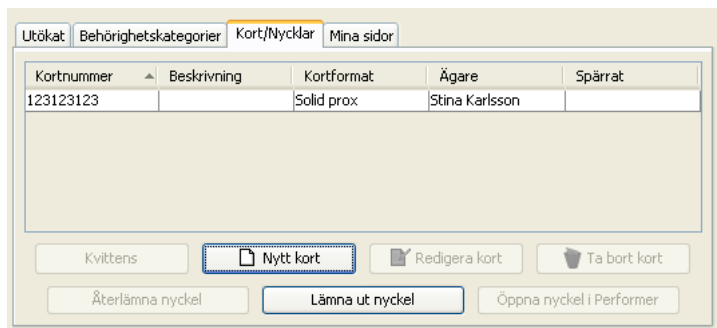 Utökat Behörighetskategorier Kort/Nycklar Mina sidor
Kortnummer Beskrivning Kortformat Ägare Spärrat
123123123 Solid prox Stina Karlsson
Kvittens Nytt kort Redigera kort Ta bort kort
Återlämna nyckel Lämna ut nyckel Öppna nyckel i Performer